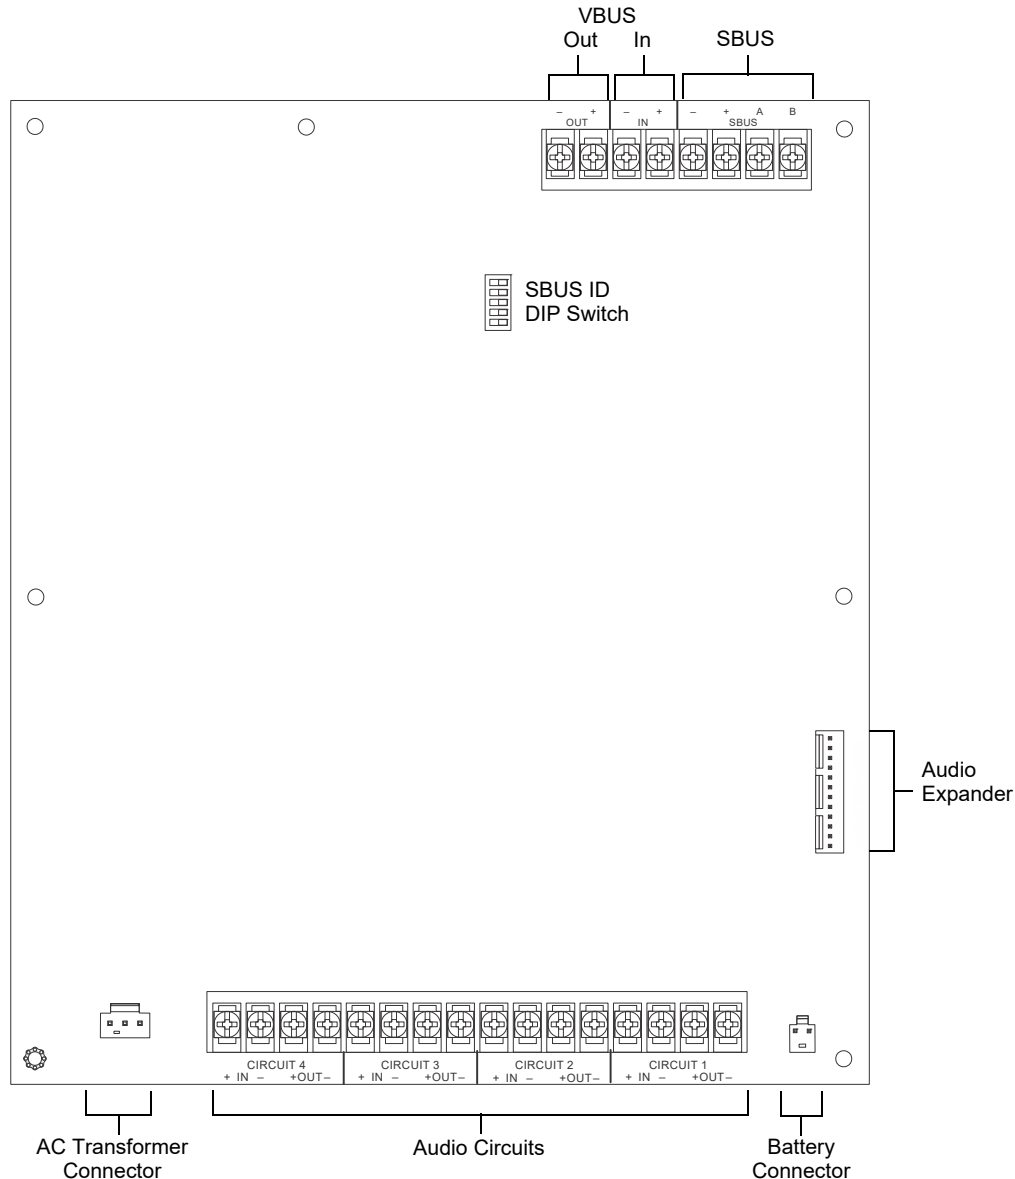 VBUS
Out In SBUS
– + – + – + A B
OUT IN SBUS
SBUS ID
DIP Switch
Audio
Expander
CIRCUIT 4 CIRCUIT 3 CIRCUIT 2 CIRCUIT 1
+ IN – +OUT– + IN – +OUT– + IN – +OUT– + IN – +OUT–
AC Transformer
Connector
Audio Circuits
Battery
Connector